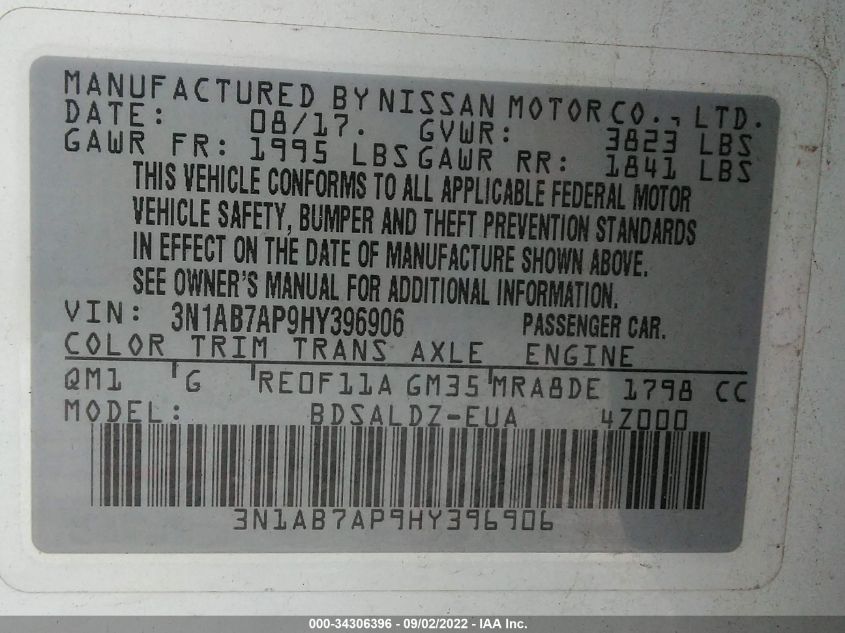 MANUFACTURED BY NISSAN MOTOR CO., LTD.
DATE: 08/17. GVWR: 3823 LBS
GAWR FR: 1995 LBS GAWR RR: 1841 LBS
THIS VEHICLE CONFORMS TO ALL APPLICABLE FEDERAL MOTOR
VEHICLE SAFETY, BUMPER AND THEFT PREVENTION STANDARDS
IN EFFECT ON THE DATE OF MANUFACTURE SHOWN ABOVE.
SEE OWNER'S MANUAL FOR ADDITIONAL INFORMATION.
VIN: 3N1AB7AP9HY396906 PASSENGER CAR.
COLOR TRIM TRANS AXLE ENGINE
QM1 G RE0F11A GM35 MRA8DE 1798 CC
MODEL: BDSALDZ-EUA 4Z000
3N1AB7AP9HY396906
000-34306396 - 09/02/2022 - IAA Inc.